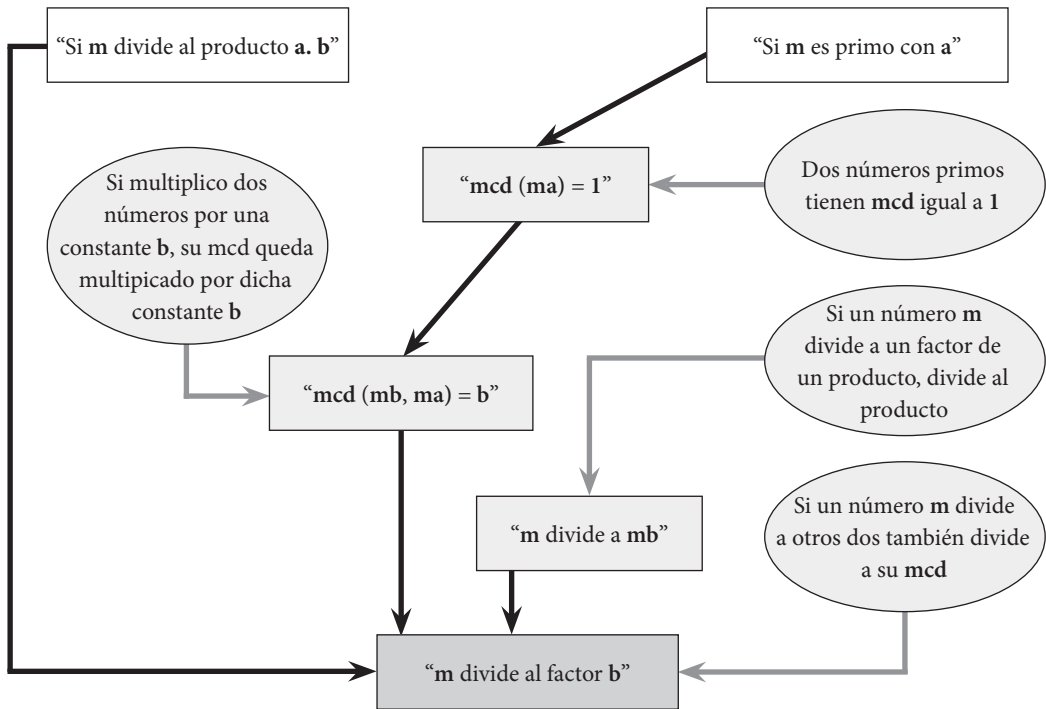 “Si m divide al producto a. b”
“Si m es primo con a”
Si multiplico dos
números por una
constante b, su mcd queda
multipicado por dicha
constante b
“mcd (ma) = 1”
Dos números primos
tienen mcd igual a 1
“mcd (mb, ma) = b”
Si un número m
divide a un factor de
un producto, divide al
producto
“m divide a mb”
Si un número m divide
a otros dos también divide
a su mcd
“m divide al factor b”